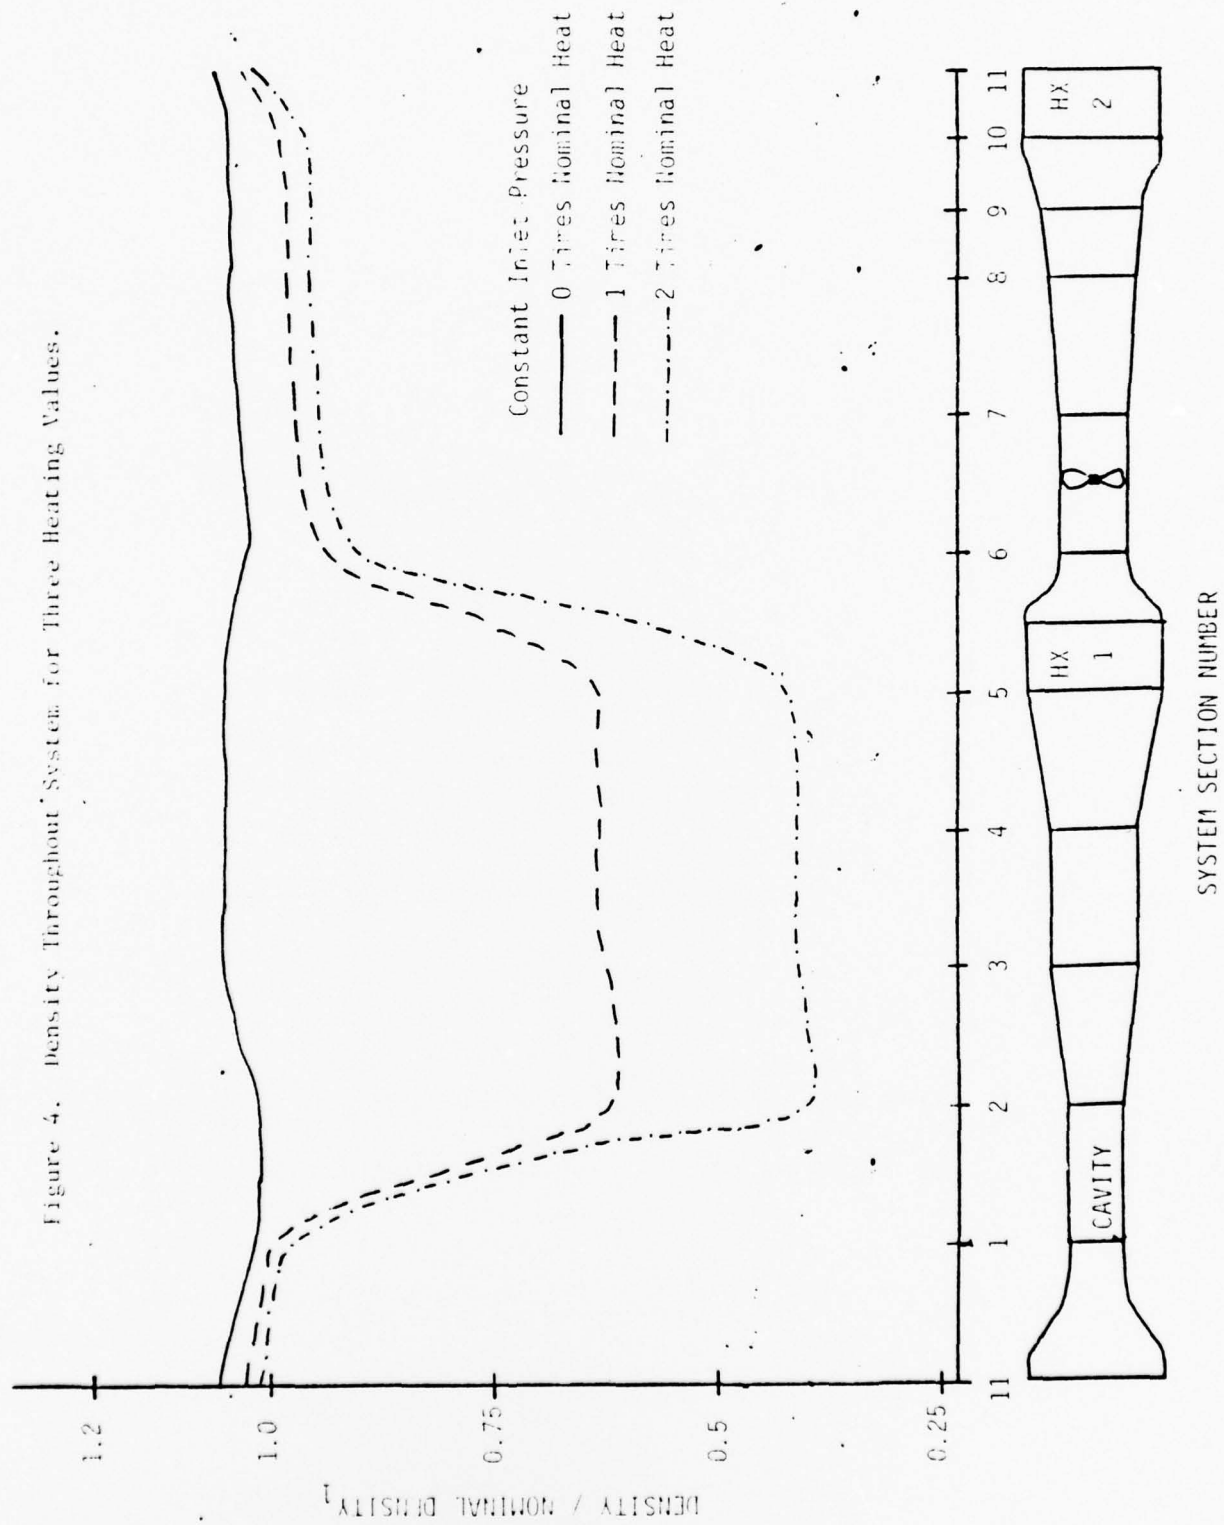 Figure 4. Density Throughout System for Three Heating Values.
1.2
1.0
0.75
0.5
0.25
DENSITY / NOMINAL DENSITY1
Constant Inlet Pressure
0 Times Nominal Heat
1 Times Nominal Heat
2 Times Nominal Heat
11 1 2 3 4 5 6 7 8 9 10 11
CAVITY
HX 1
HX 2
SYSTEM SECTION NUMBER